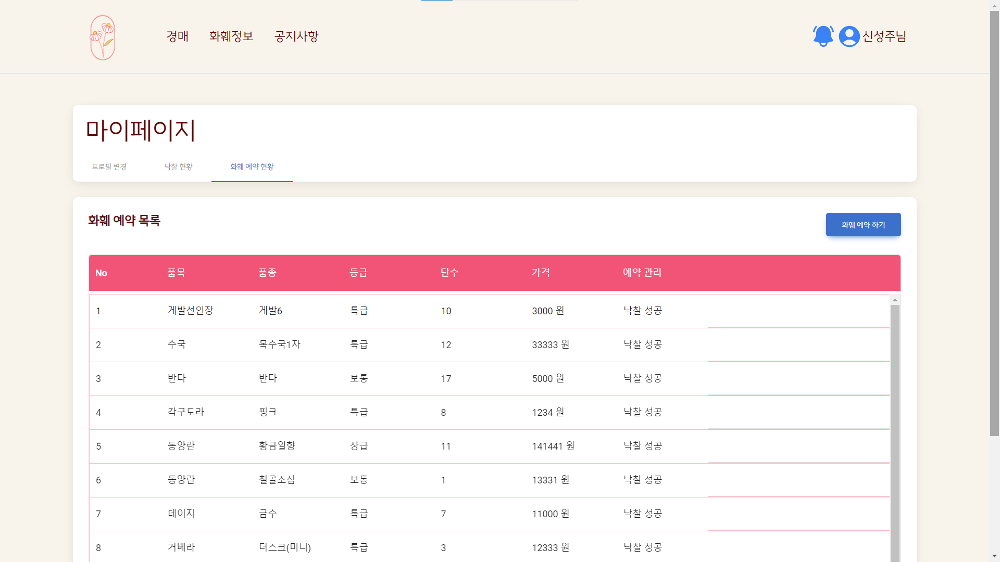 경매 화훼정보 공지사항 신성주님
마이페이지
프로필 변경 낙찰 현황 화훼 예약 현황
화훼 예약 목록 화훼 예약 하기
No 품목 품종 등급 단수 가격 예약 관리
1 게발선인장 게발6 특급 10 3000 원 낙찰 성공
2 수국 목수국1자 특급 12 33333 원 낙찰 성공
3 반다 반다 보통 17 5000 원 낙찰 성공
4 각구도라 핑크 특급 8 1234 원 낙찰 성공
5 동양란 황금일향 상급 11 141441 원 낙찰 성공
6 동양란 철골소심 보통 1 13331 원 낙찰 성공
7 데이지 금수 특급 7 11000 원 낙찰 성공
8 거베라 더스크(미니) 특급 3 12333 원 낙찰 성공